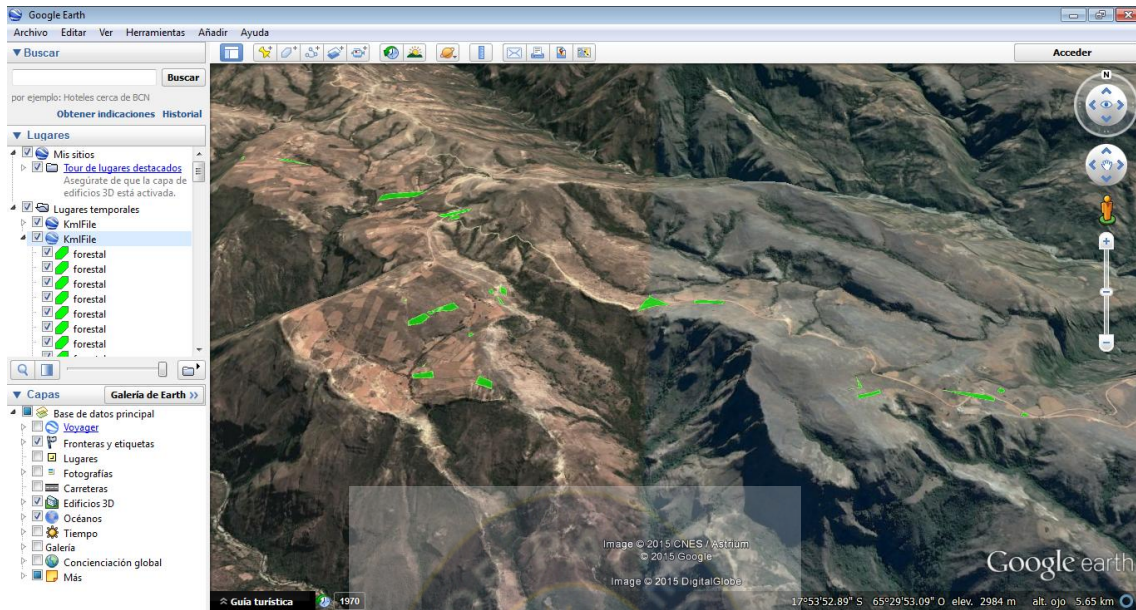 Google Earth
Archivo Editar Ver Herramientas Añadir Ayuda
▼ Buscar
Acceder
Buscar
por ejemplo: Hoteles cerca de BCN
Obtener indicaciones Historial
▼ Lugares
Mis sitios
Tour de lugares destacados
Asegúrate de que la capa de
edificios 3D está activada.
Lugares temporales
KmlFile
KmlFile
forestal
forestal
forestal
forestal
forestal
forestal
forestal
forestal
▼ Capas
Galería de Earth »
Base de datos principal
Voyager
Fronteras y etiquetas
Lugares
Fotografías
Carreteras
Edificios 3D
Océanos
Tiempo
Galería
Concienciación global
Más
N
Image © 2015 CNES / Astrium
© 2015 Google
Image © 2015 DigitalGlobe
Google earth
Guía turística
1970
17°53'52.89" S 65°29'53.09" O elev. 2984 m alt. ojo 5.65 km